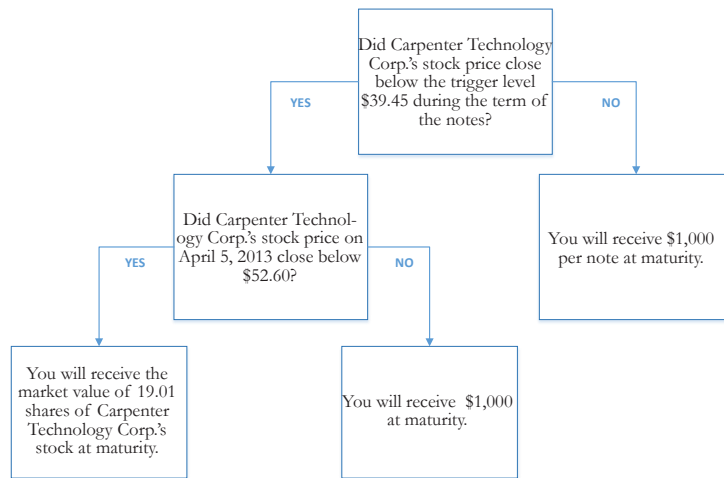 Did Carpenter Technology
Corp.'s stock price close
below the trigger level
$39.45 during the term of
the notes?
YES
NO
Did Carpenter Technol-
ogy Corp.'s stock price on
April 5, 2013 close below
$52.60?
You will receive $1,000
per note at maturity.
YES
NO
You will receive the
market value of 19.01
shares of Carpenter
Technology Corp.'s
stock at maturity.
You will receive $1,000
at maturity.